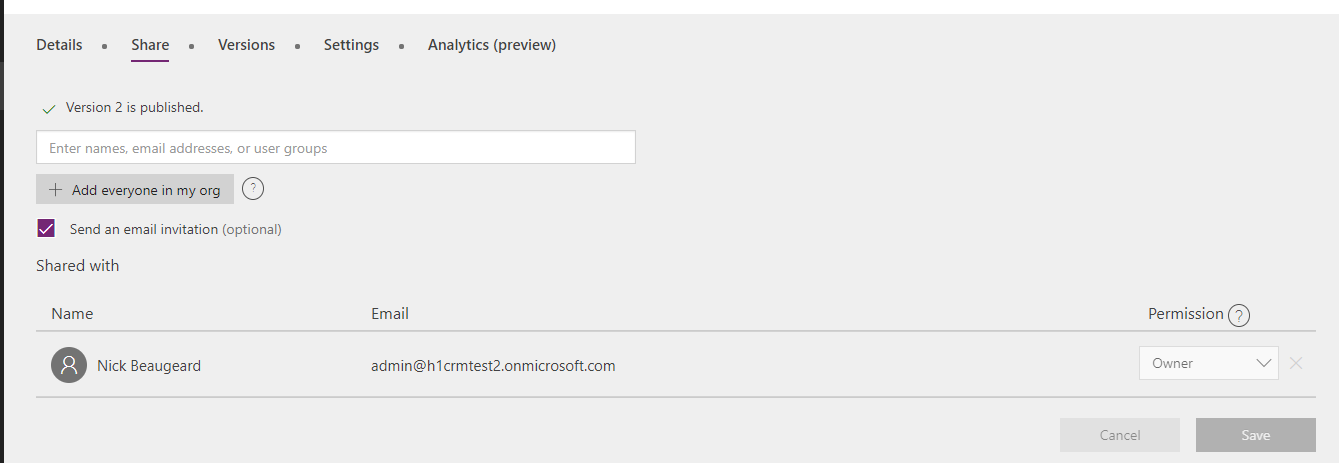 Details • Share • Versions • Settings • Analytics (preview)
Version 2 is published.
Enter names, email addresses, or user groups
+ Add everyone in my org ?
Send an email invitation (optional)
Shared with
Name Email Permission ?
Nick Beaugeard admin@h1crmtest2.onmicrosoft.com Owner
Cancel Save